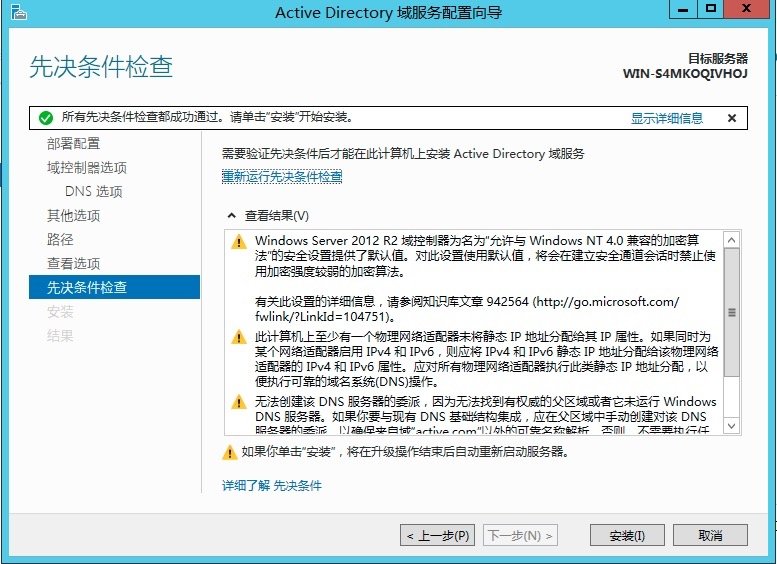 Active Directory 域服务配置向导
先决条件检查
目标服务器
WIN-S4MKOQIVHOJ
所有先决条件检查都成功通过。请单击"安装"开始安装。
显示详细信息
部署配置
域控制器选项
DNS 选项
其他选项
路径
查看选项
先决条件检查
安装
结果
需要验证先决条件后才能在此计算机上安装 Active Directory 域服务
重新运行先决条件检查
查看结果(V)
Windows Server 2012 R2 域控制器为名为"允许与 Windows NT 4.0 兼容的加密算
法"的安全设置提供了默认值。对此设置使用默认值，将会在建立安全通道会话时禁止使
用加密强度较弱的加密算法。
有关此设置的详细信息，请参阅知识库文章 942564 (http://go.microsoft.com/
fwlink/?LinkId=104751)。
此计算机上至少有一个物理网络适配器未将静态 IP 地址分配给其 IP 属性。如果同时为
某个网络适配器启用 IPv4 和 IPv6，则应将 IPv4 和 IPv6 静态 IP 地址分配给该物理网络
适配器的 IPv4 和 IPv6 属性。应对所有物理网络适配器执行此类静态 IP 地址分配，以
便执行可靠的域名系统(DNS)操作。
无法创建该 DNS 服务器的委派，因为无法找到有权威的父区域或者它未运行 Windows
DNS 服务器。如果你要与现有 DNS 基础结构集成，应在父区域中手动创建对该 DNS
服务器的委派，以确保来自域"active.com"以外的可靠名称解析。否则，不需要执行任
如果你单击"安装"，将在升级操作结束后自动重新启动服务器。
详细了解 先决条件
< 上一步(P)
下一步(N) >
安装(I)
取消